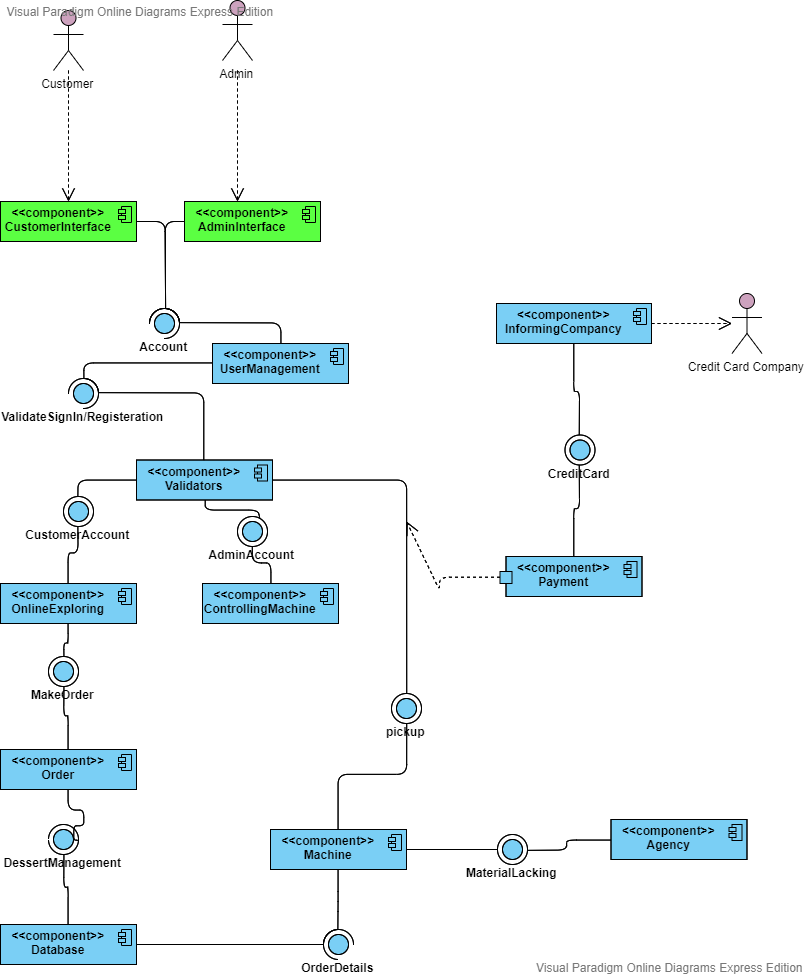 Visual Paradigm Online Diagrams Express Edition
Customer
Admin
<<component>>
CustomerInterface
<<component>>
AdminInterface
<<component>>
InformingCompancy
Account
<<component>>
UserManagement
Credit Card Company
ValidateSignIn/Registeration
<<component>>
Validators
CreditCard
CustomerAccount
AdminAccount
<<component>>
Payment
<<component>>
OnlineExploring
<<component>>
ControllingMachine
MakeOrder
pickup
<<component>>
Order
<<component>>
Machine
<<component>>
Agency
DessertManagement
MaterialLacking
<<component>>
Database
OrderDetails
Visual Paradigm Online Diagrams Express Edition